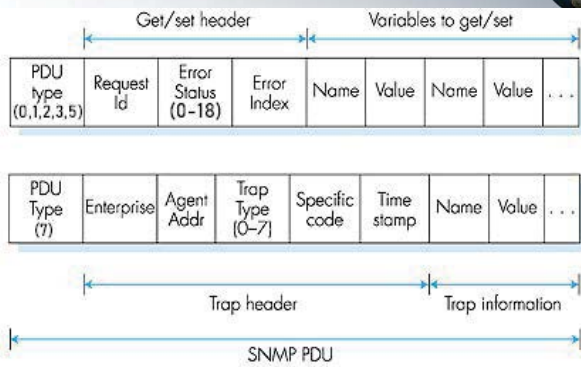 Get/set header
Variables to get/set
PDU type (0,1,2,3,5)
Request Id
Error Status (0-18)
Error Index
Name
Value
Name
Value
. . .
PDU Type (7)
Enterprise
Agent Addr
Trap Type (0–7)
Specific code
Time stamp
Name
Value
...
Trap header
Trap information
SNMP PDU